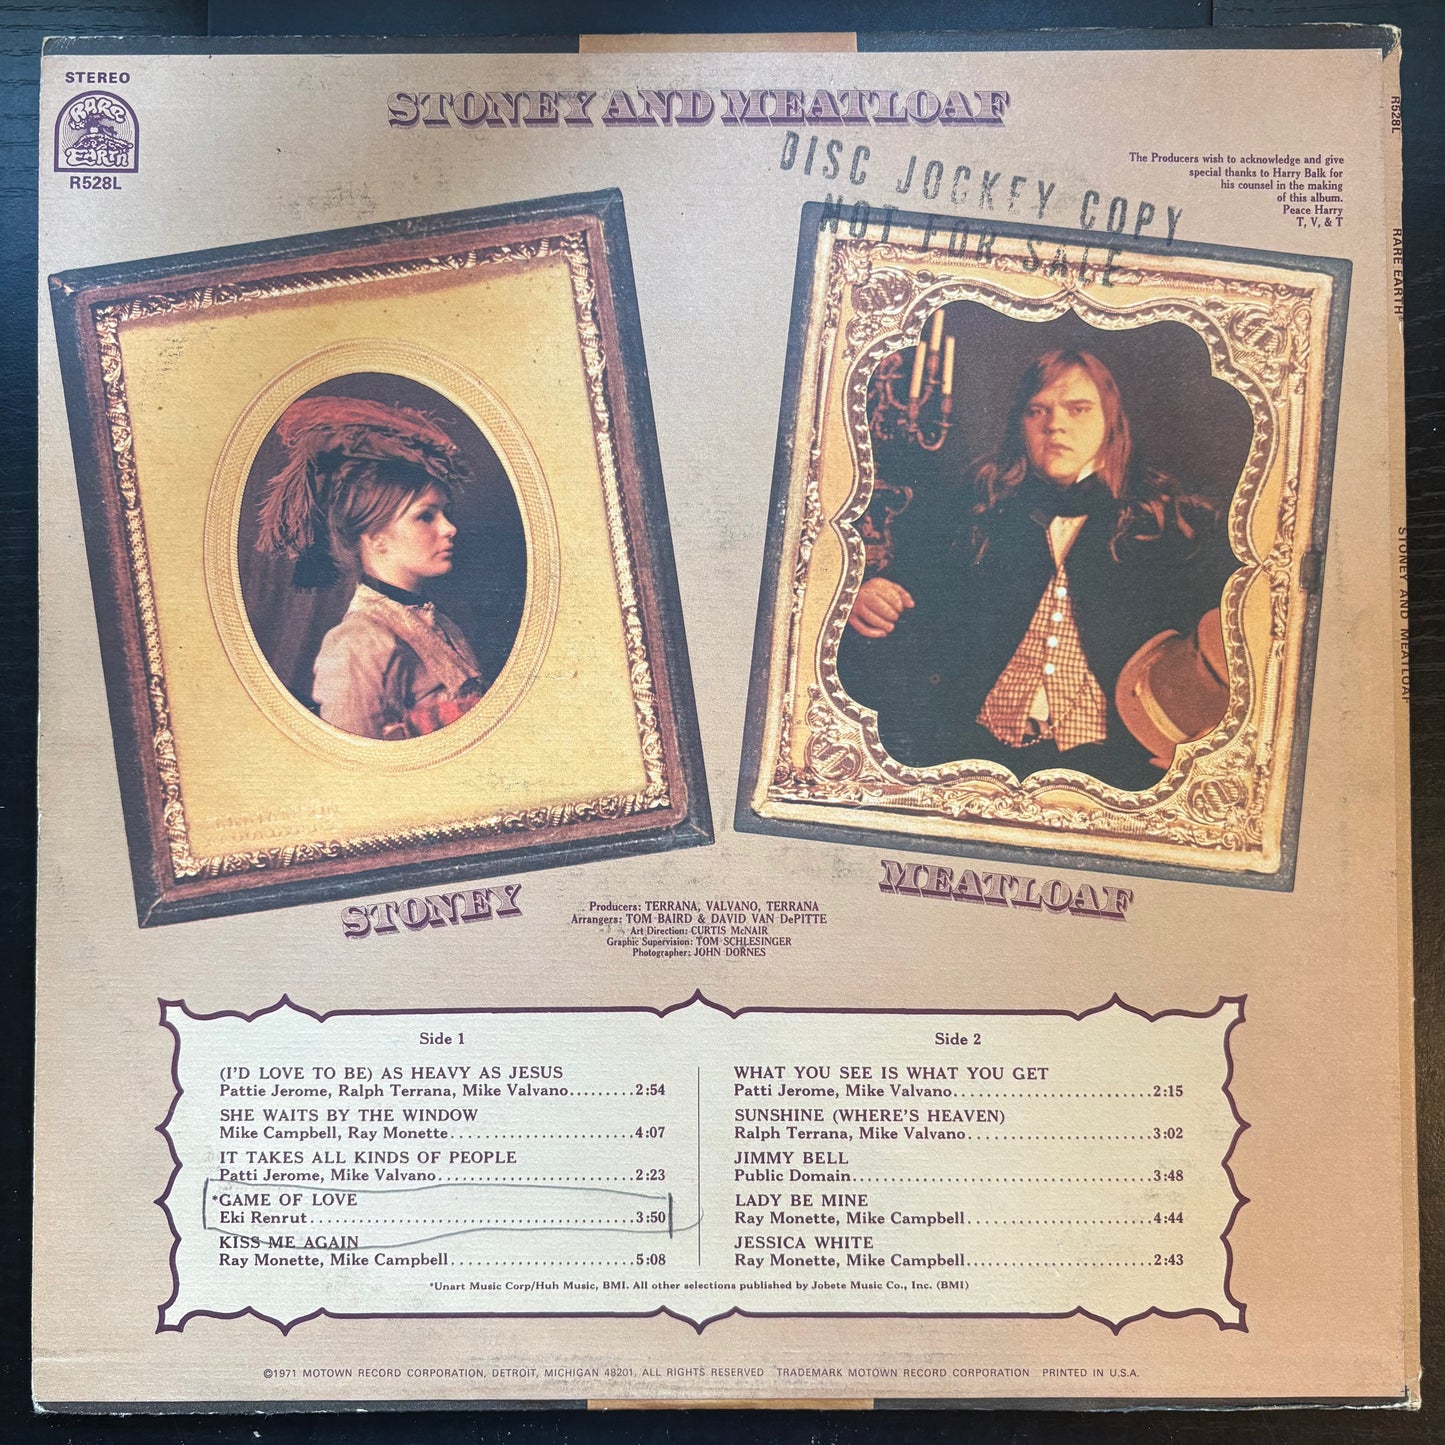 STEREO
RARE
EARTH
R528L
STONEY AND MEATLOAF
DISC JOCKEY COPY
NOT FOR SALE
The Producers wish to acknowledge and give
special thanks to Harry Balk for
his counsel in the making
of this album.
Peace Harry
T, V, & T
R528L
RARE EARTH®
STONEY AND MEATLOAF
STONEY
MEATLOAF
Producers: TERRANA, VALVANO, TERRANA
Arrangers: TOM BAIRD & DAVID VAN DePITTE
Art Direction: CURTIS McNAIR
Graphic Supervision: TOM SCHLESINGER
Photographer: JOHN DORNES
Side 1
(I'D LOVE TO BE) AS HEAVY AS JESUS
Pattie Jerome, Ralph Terrana, Mike Valvano.........2:54
SHE WAITS BY THE WINDOW
Mike Campbell, Ray Monette.........................4:07
IT TAKES ALL KINDS OF PEOPLE
Patti Jerome, Mike Valvano..........................2:23
*GAME OF LOVE
Eki Renrut...........................................3:50
KISS ME AGAIN
Ray Monette, Mike Campbell.........................5:08
Side 2
WHAT YOU SEE IS WHAT YOU GET
Patti Jerome, Mike Valvano..........................2:15
SUNSHINE (WHERE'S HEAVEN)
Ralph Terrana, Mike Valvano.........................3:02
JIMMY BELL
Public Domain........................................3:48
LADY BE MINE
Ray Monette, Mike Campbell.........................4:44
JESSICA WHITE
Ray Monette, Mike Campbell.........................2:43
*Unart Music Corp/Huh Music, BMI. All other selections published by Jobete Music Co., Inc. (BMI)
©1971 MOTOWN RECORD CORPORATION, DETROIT, MICHIGAN 48201, ALL RIGHTS RESERVED TRADEMARK MOTOWN RECORD CORPORATION PRINTED IN U.S.A.